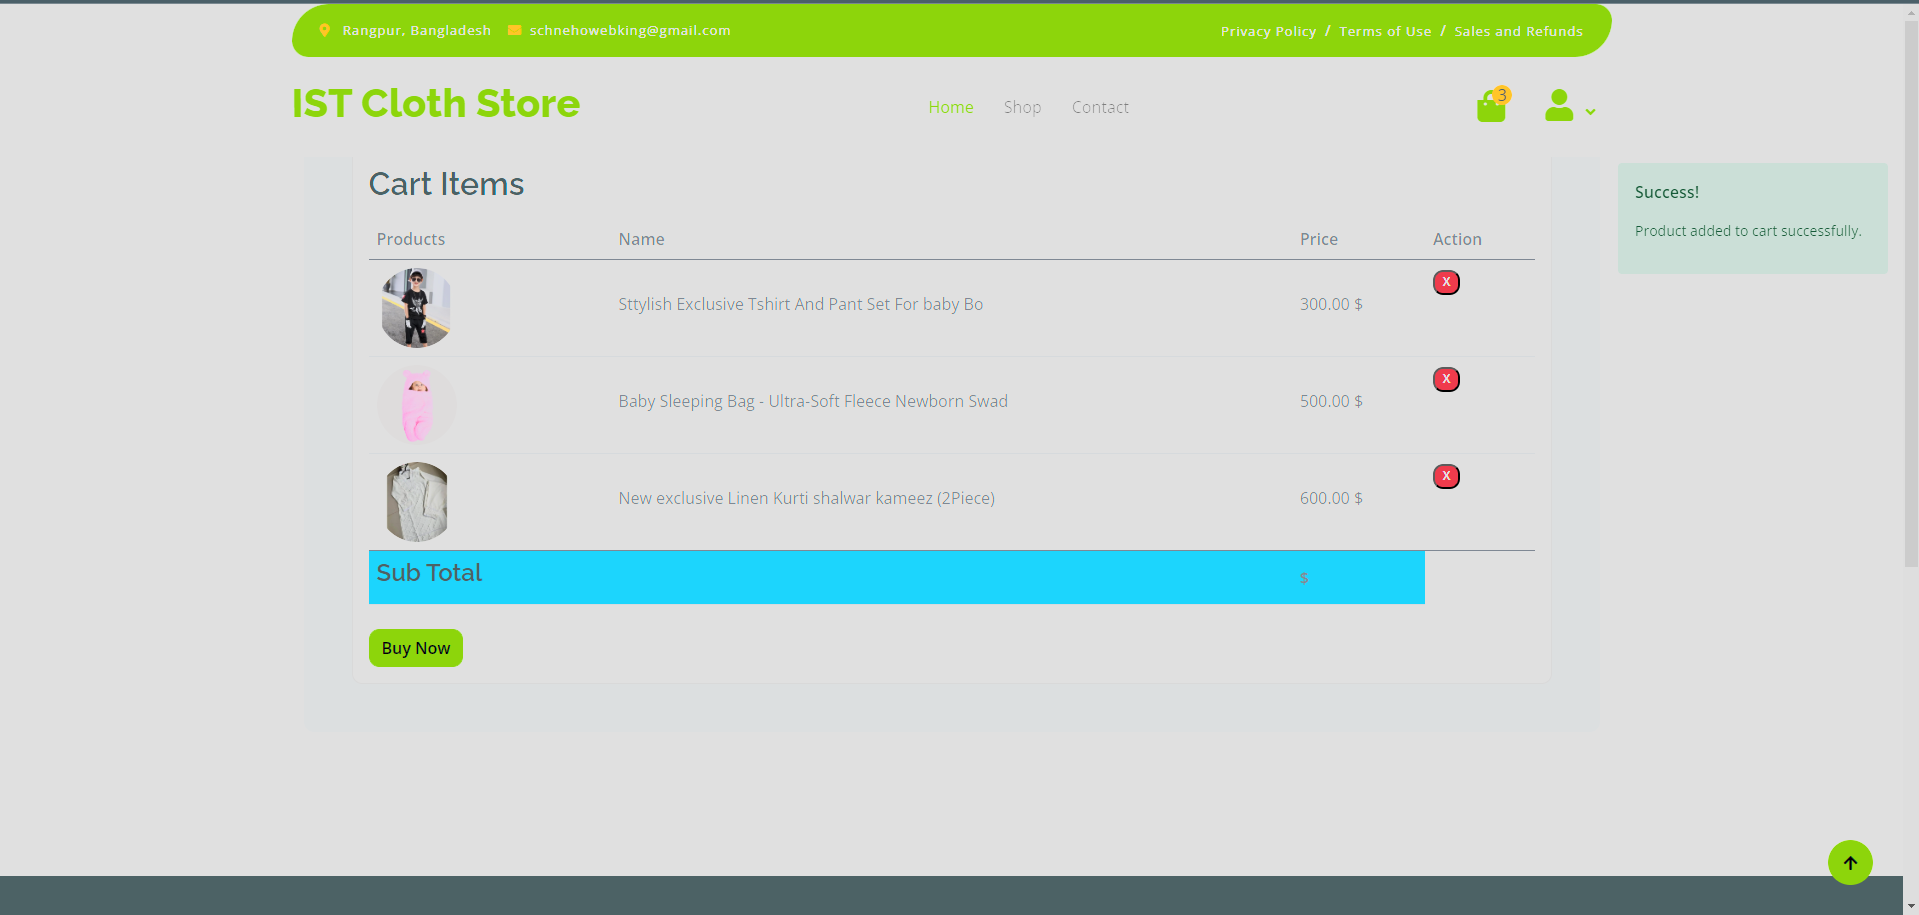 Rangpur, Bangladesh schnehowebking@gmail.com Privacy Policy / Terms of Use / Sales and Refunds
IST Cloth Store Home Shop Contact 3
Cart Items
Success!
Product added to cart successfully.
Products Name Price Action
Sttylish Exclusive Tshirt And Pant Set For baby Bo 300.00 $ X
Baby Sleeping Bag - Ultra-Soft Fleece Newborn Swad 500.00 $ X
New exclusive Linen Kurti shalwar kameez (2Piece) 600.00 $ X
Sub Total $
Buy Now